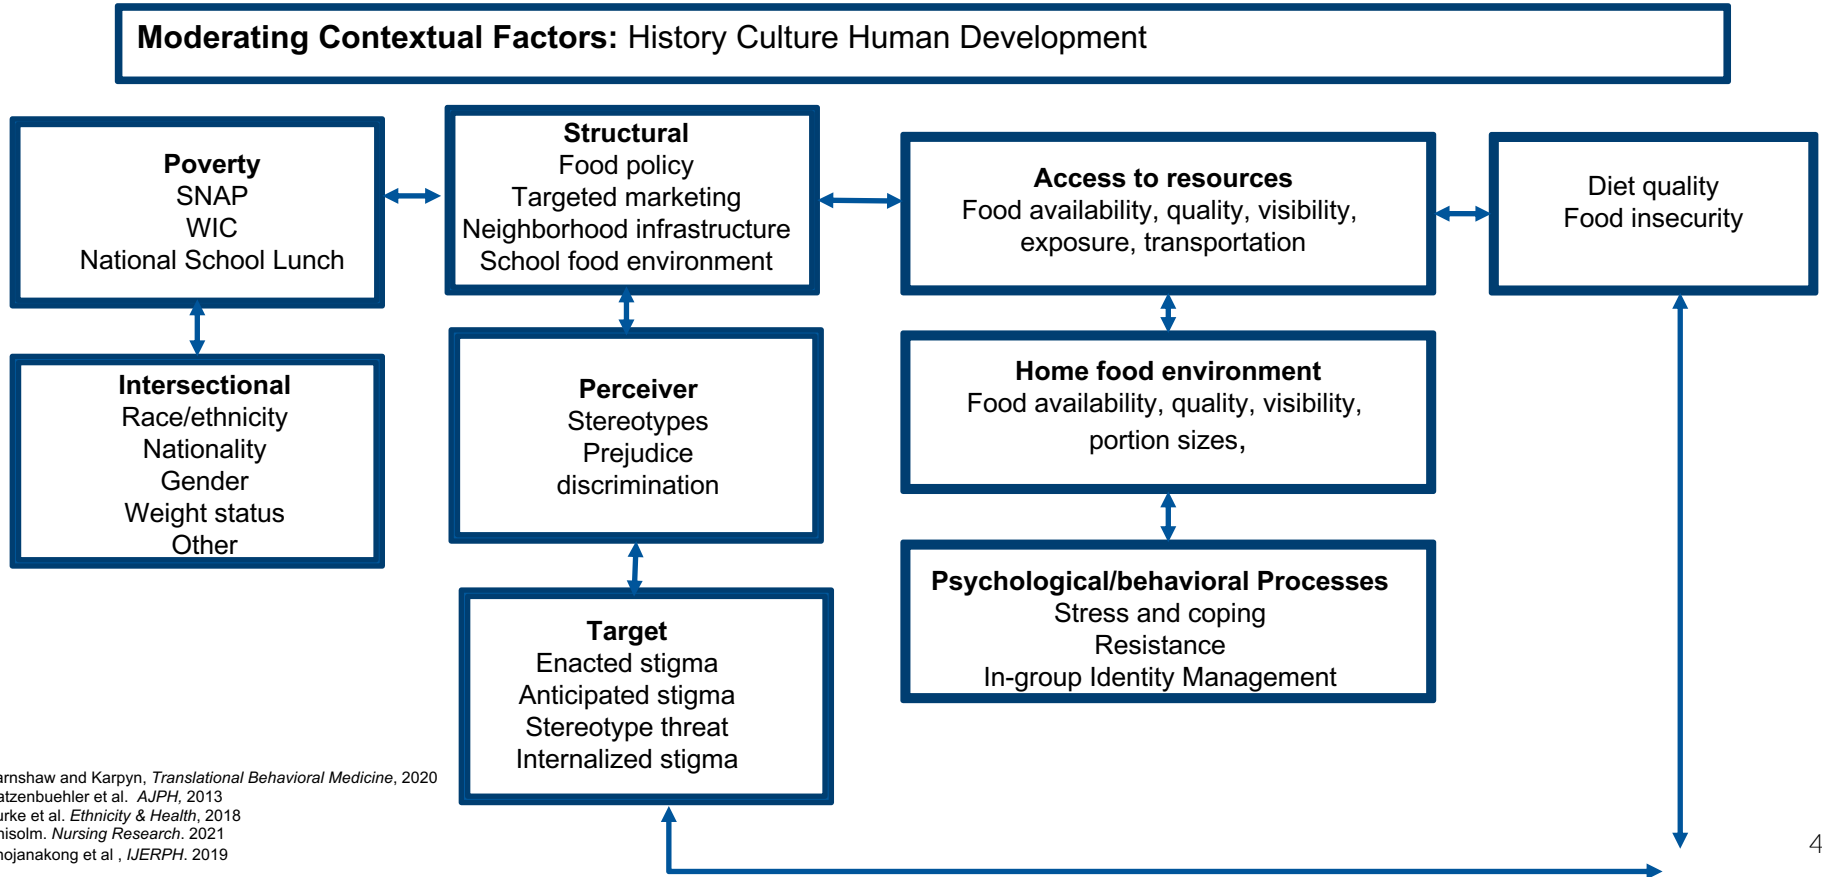 Moderating Contextual Factors: History Culture Human Development
Poverty
SNAP
WIC
National School Lunch
Structural
Food policy
Targeted marketing
Neighborhood infrastructure
School food environment
Access to resources
Food availability, quality, visibility,
exposure, transportation
Diet quality
Food insecurity
Intersectional
Race/ethnicity
Nationality
Gender
Weight status
Other
Perceiver
Stereotypes
Prejudice
discrimination
Home food environment
Food availability, quality, visibility,
portion sizes,
Target
Enacted stigma
Anticipated stigma
Stereotype threat
Internalized stigma
Psychological/behavioral Processes
Stress and coping
Resistance
In-group Identity Management
arnshaw and Karpyn, Translational Behavioral Medicine, 2020
atzenbuehler et al. AJPH, 2013
urke et al. Ethnicity & Health, 2018
hisolm. Nursing Research. 2021
hojanakong et al , IJERPH. 2019
4